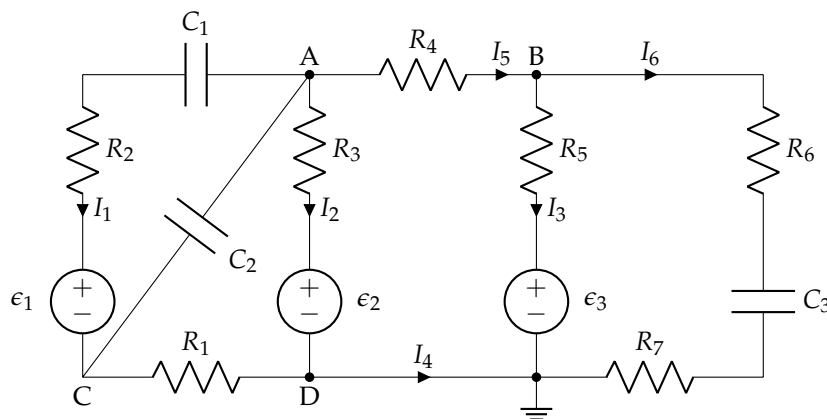 C1
A
R4
I5
B
I6
R2
R3
R5
R6
I1
I2
I3
C2
ϵ1
+
−
ϵ2
+
−
ϵ3
+
−
C3
R1
I4
R7
C
D